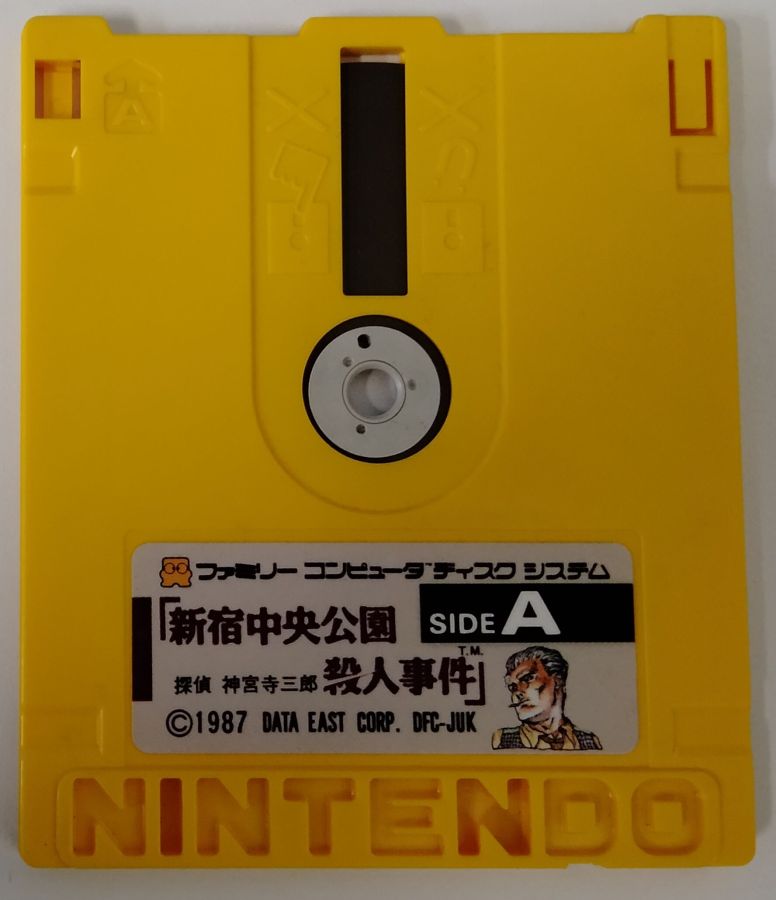 A
ファミリー コンピュータ™ ディスク システム
「新宿中央公園
SIDE A
探偵 神宮寺三郎 殺人事件」T.M.
©1987 DATA EAST CORP. DFC-JUK
NINTENDO